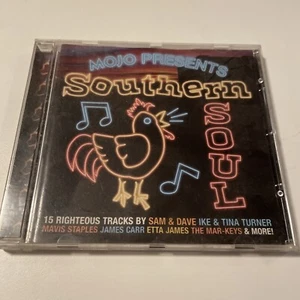 MOJO PRESENTS
Southern
SOUL
15 RIGHTEOUS TRACKS BY SAM & DAVE IKE & TINA TURNER
MAVIS STAPLES JAMES CARR ETTA JAMES THE MAR-KEYS & MORE!